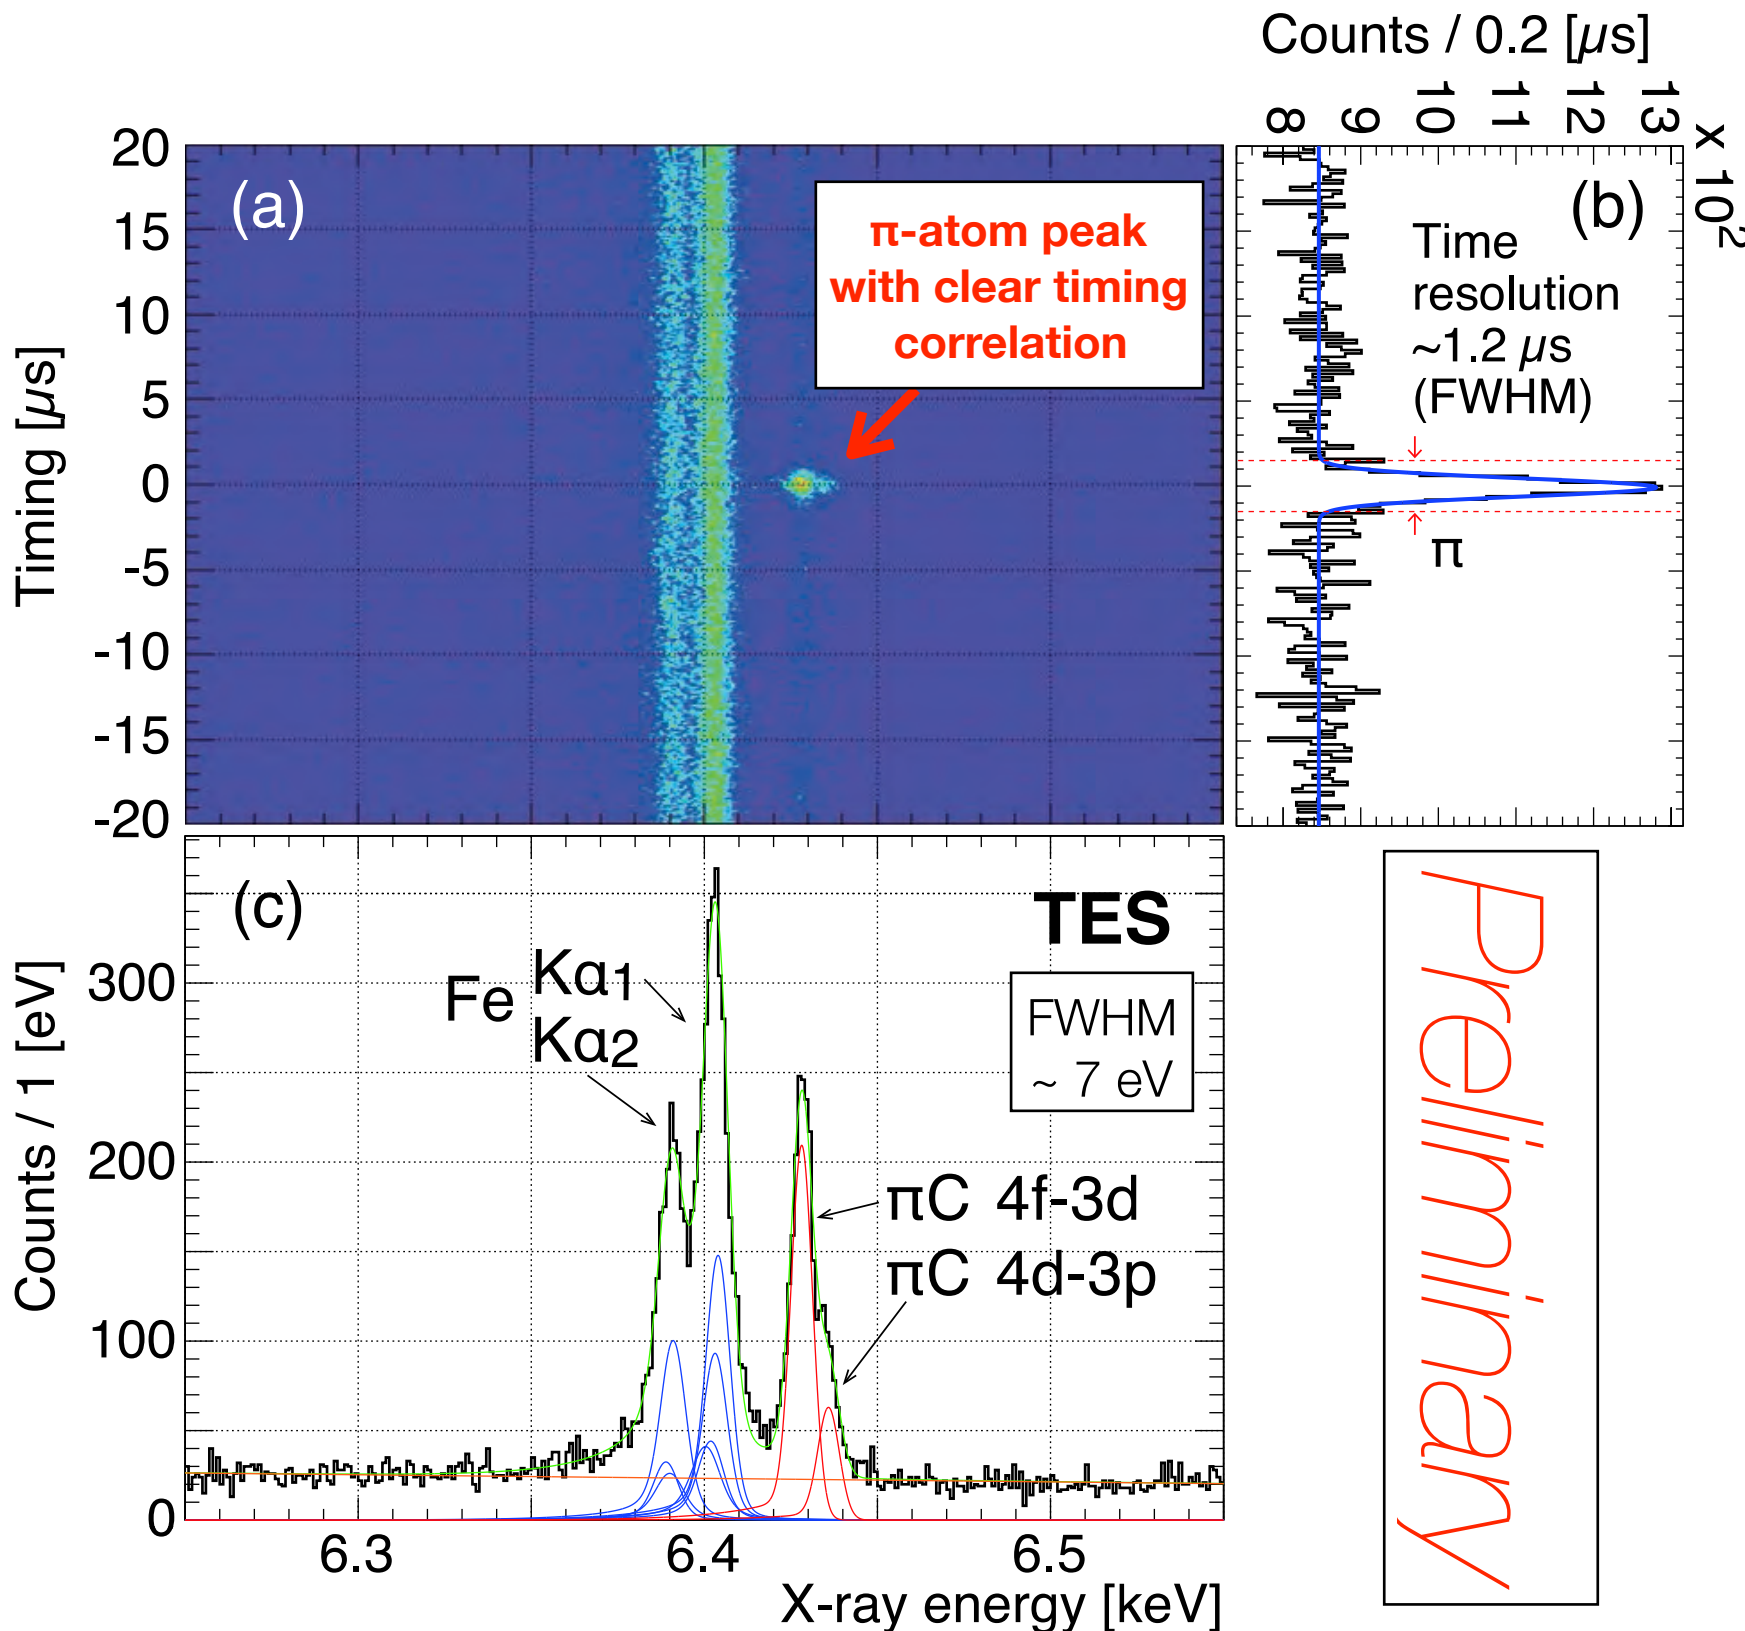 Counts / 0.2 [μs]
8 9 10 11 12 13
x 10²
Timing [μs]
20
15
10
5
0
-5
-10
-15
-20
(a)
π-atom peak
with clear timing
correlation
(b)
Time
resolution
~1.2 μs
(FWHM)
π
Counts / 1 [eV]
300
200
100
0
(c)
TES
FWHM
~ 7 eV
Fe Kα1
Kα2
πC 4f-3d
πC 4d-3p
6.3 6.4 6.5
X-ray energy [keV]
Preliminary